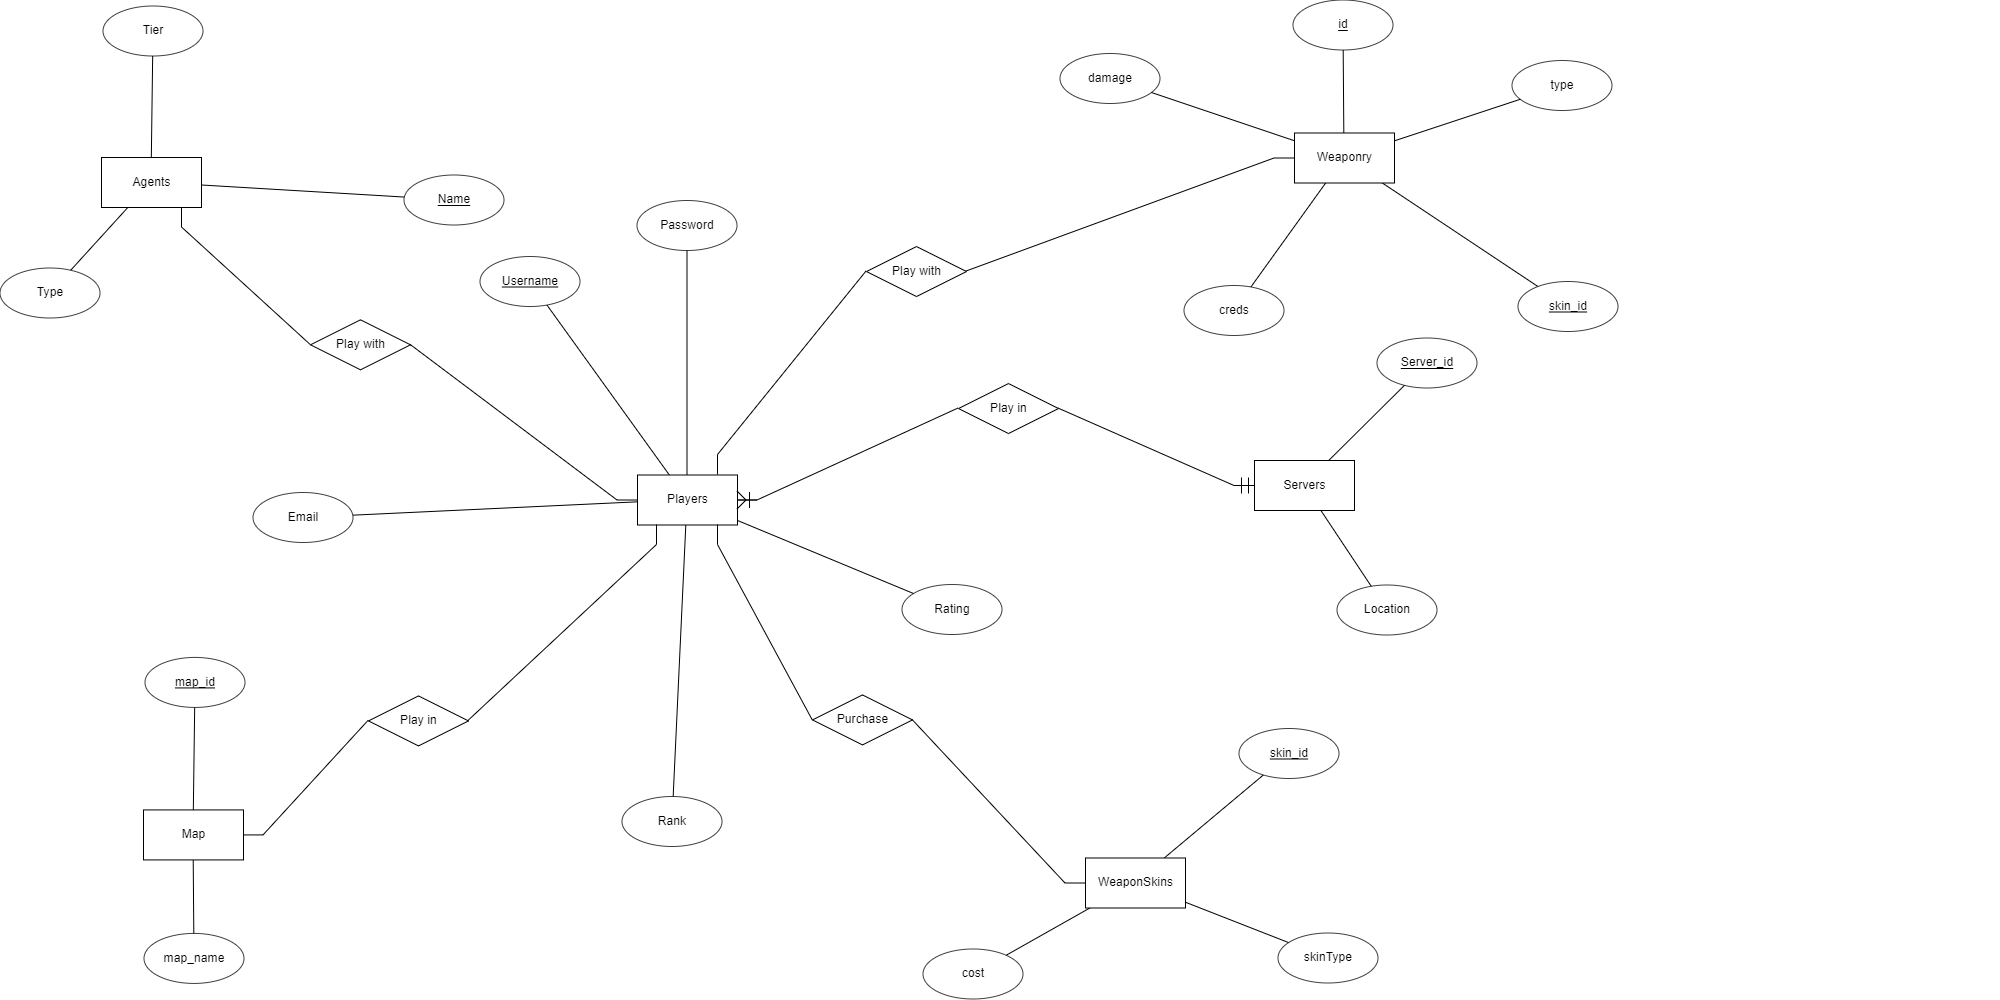 Tier
id
damage
type
Weaponry
Agents
Name
Password
Play with
Username
Type
creds
skin_id
Play with
Server_id
Play in
Servers
Players
Email
Rating
Location
map_id
Play in
Purchase
skin_id
Rank
Map
WeaponSkins
map_name
cost
skinType